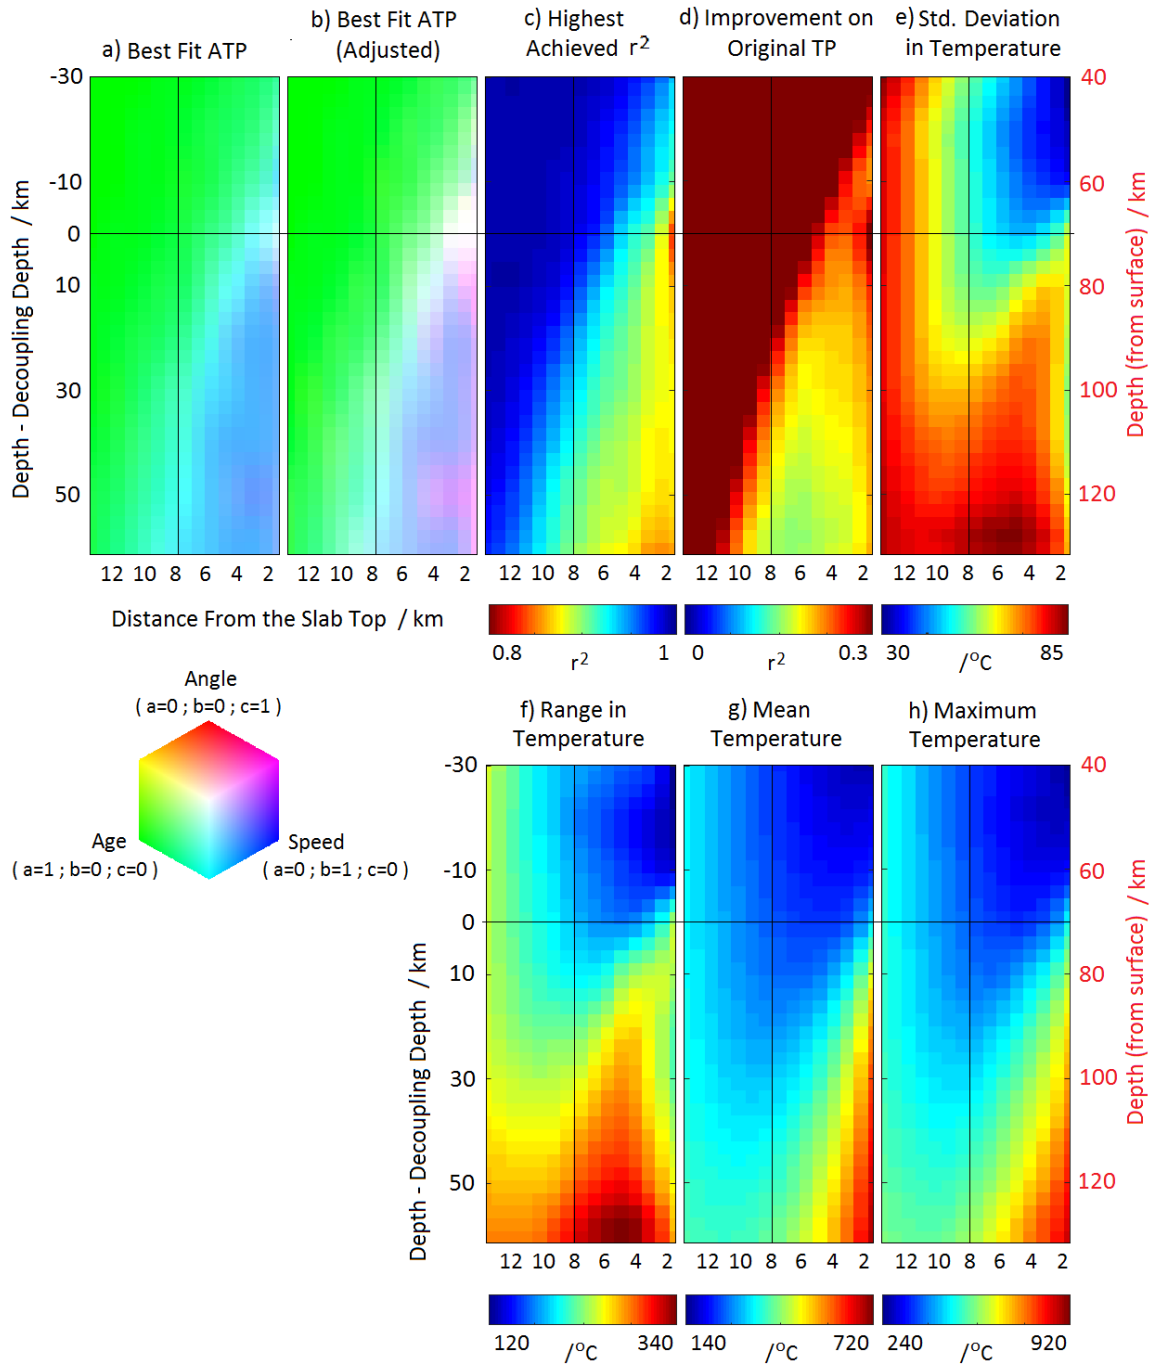 a) Best Fit ATP
b) Best Fit ATP
(Adjusted)
c) Highest
Achieved r²
d) Improvement on
Original TP
e) Std. Deviation
in Temperature
-30
-10
0
10
30
50
Depth - Decoupling Depth / km
40
60
80
100
120
Depth (from surface) / km
12 10 8 6 4 2
12 10 8 6 4 2
12 10 8 6 4 2
12 10 8 6 4 2
12 10 8 6 4 2
Distance From the Slab Top / km
0.8 r² 1
0 r² 0.3
30 /°C 85
Angle
( a=0 ; b=0 ; c=1 )
Age
( a=1 ; b=0 ; c=0 )
Speed
( a=0 ; b=1 ; c=0 )
f) Range in
Temperature
g) Mean
Temperature
h) Maximum
Temperature
-30
-10
0
10
30
50
Depth - Decoupling Depth / km
40
60
80
100
120
Depth (from surface) / km
12 10 8 6 4 2
12 10 8 6 4 2
12 10 8 6 4 2
120 /°C 340
140 /°C 720
240 /°C 920